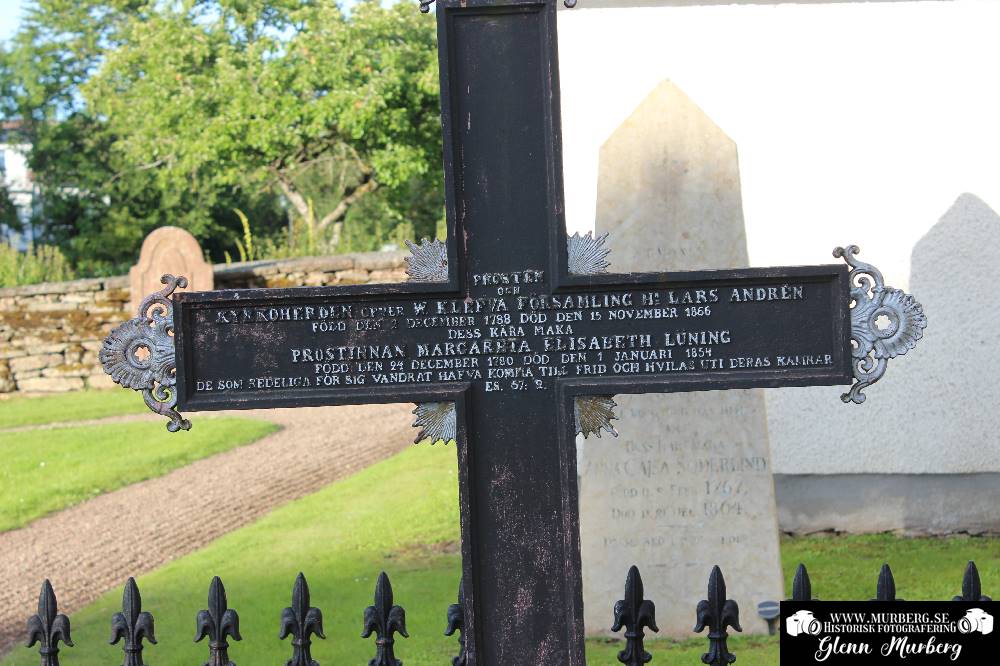 PROSTEN
OCH
KYRKOHERDEN ÖFVER W. KLEFVA FÖRSAMLING Hr LARS ANDRÉN
FÖDD DEN 2 DECEMBER 1788 DÖD DEN 15 NOVEMBER 1866
DESS KÄRA MAKA
PROSTINNAN MARGARETA ELISABETH LÜNING
FÖDD DEN 24 DECEMBER 1780 DÖD DEN 1 JANUARI 1854
DE SOM REDELIGA FÖR SIG VANDRAT HAFVA KOMMA TILL FRID OCH HVILAS UTI DERAS KAMRAR
ES. 57: 2.
CAJSA SÖDERLIND
1767
1804
WWW.MURBERG.SE
HISTORISK FOTOGRAFERING
Glenn Murberg